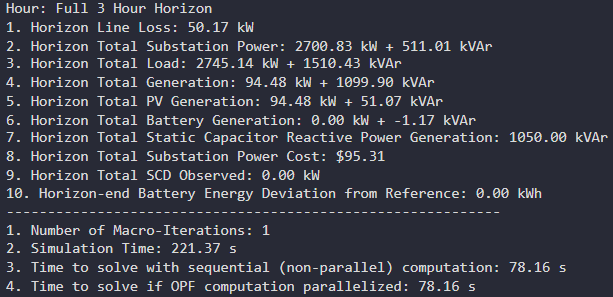 Hour: Full 3 Hour Horizon
1. Horizon Line Loss: 50.17 kW
2. Horizon Total Substation Power: 2700.83 kW + 511.01 kVAr
3. Horizon Total Load: 2745.14 kW + 1510.43 kVAr
4. Horizon Total Generation: 94.48 kW + 1099.90 kVAr
5. Horizon Total PV Generation: 94.48 kW + 51.07 kVAr
6. Horizon Total Battery Generation: 0.00 kW + -1.17 kVAr
7. Horizon Total Static Capacitor Reactive Power Generation: 1050.00 kVAr
8. Horizon Total Substation Power Cost: $95.31
9. Horizon Total SCD Observed: 0.00 kW
10. Horizon-end Battery Energy Deviation from Reference: 0.00 kWh
------------------------------------------------------------
1. Number of Macro-Iterations: 1
2. Simulation Time: 221.37 s
3. Time to solve with sequential (non-parallel) computation: 78.16 s
4. Time to solve if OPF computation parallelized: 78.16 s